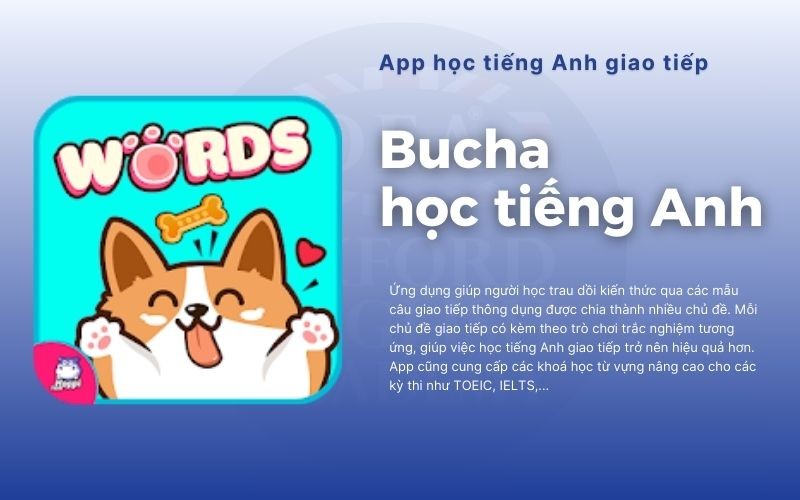 App học tiếng Anh giao tiếp
WORDS
Bucha
học tiếng Anh
Ứng dụng giúp người học trau dồi kiến thức qua các mẫu
câu giao tiếp thông dụng được chia thành nhiều chủ đề. Mỗi
chủ đề giao tiếp có kèm theo trò chơi trắc nghiệm tương
ứng, giúp việc học tiếng Anh giao tiếp trở nên hiệu quả hơn.
App cũng cung cấp các khoá học từ vựng nâng cao cho các
kỳ thi như TOEIC, IELTS,...